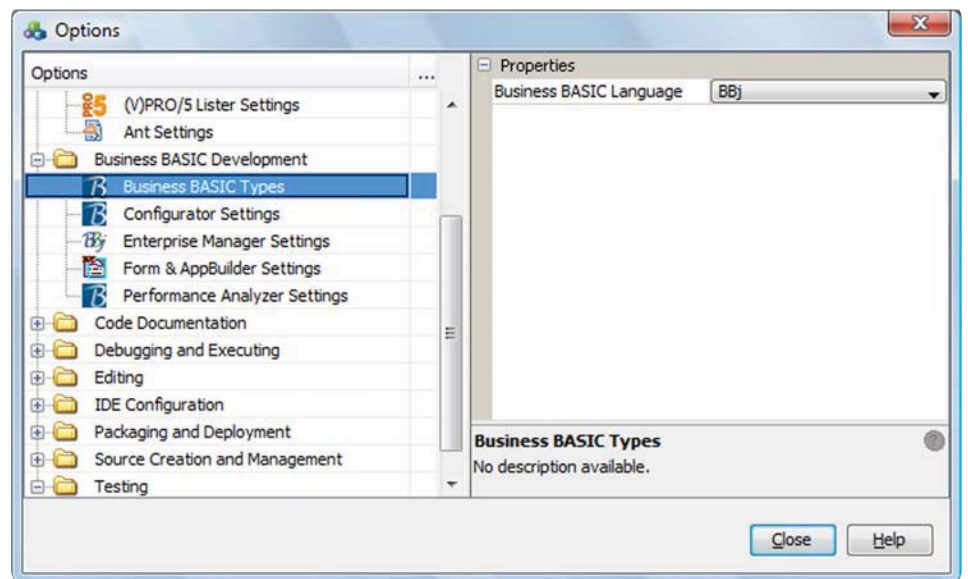 Options
Options ...
(V)PRO/5 Lister Settings
Ant Settings
Business BASIC Development
Business BASIC Types
Configurator Settings
Enterprise Manager Settings
Form & AppBuilder Settings
Performance Analyzer Settings
Code Documentation
Debugging and Executing
Editing
IDE Configuration
Packaging and Deployment
Source Creation and Management
Testing
Properties
Business BASIC Language BBj
Business BASIC Types
No description available.
Close Help